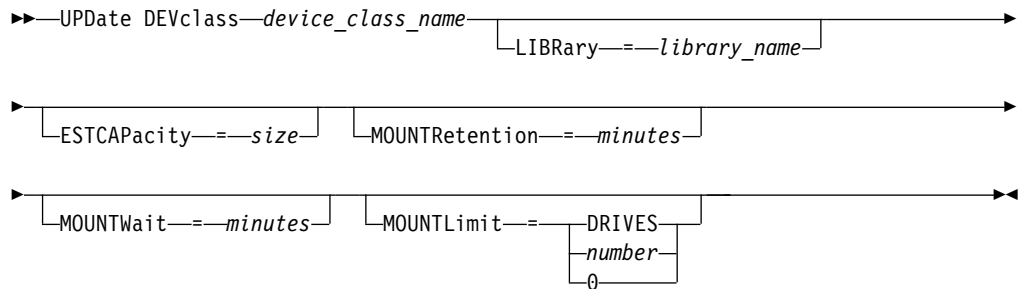 UPDate DEVclass device_class_name
LIBRary = library_name
ESTCAPacity = size MOUNTRetention = minutes
MOUNTWait = minutes MOUNTLimit = DRIVES
number
0